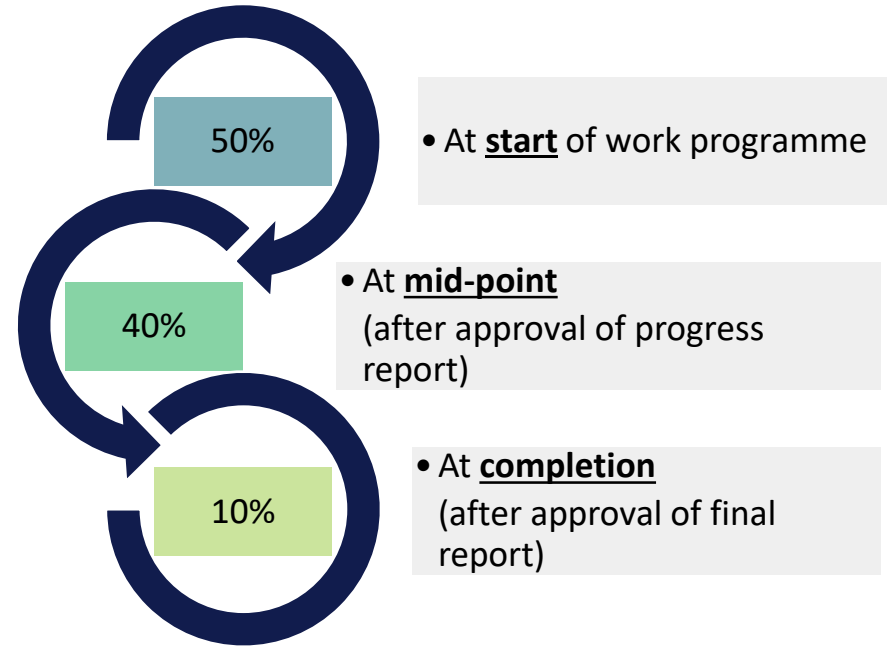 50%
• At start of work programme
40%
• At mid-point
(after approval of progress
report)
10%
• At completion
(after approval of final
report)